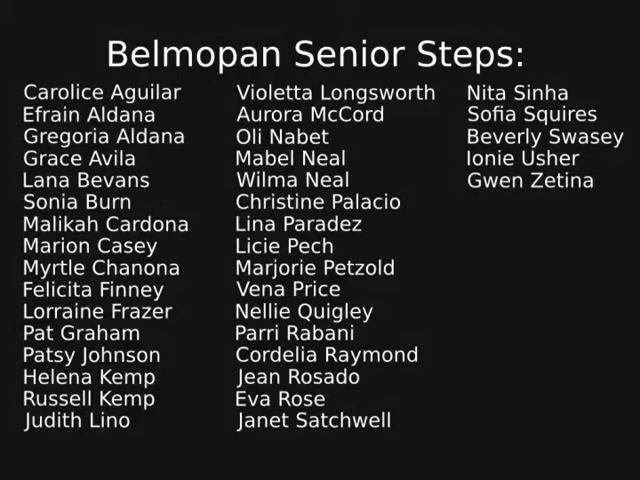 Belmopan Senior Steps:
Carolice Aguilar
Efrain Aldana
Gregoria Aldana
Grace Avila
Lana Bevans
Sonia Burn
Malikah Cardona
Marion Casey
Myrtle Chanona
Felicita Finney
Lorraine Frazer
Pat Graham
Patsy Johnson
Helena Kemp
Russell Kemp
Judith Lino
Violetta Longsworth
Aurora McCord
Oli Nabet
Mabel Neal
Wilma Neal
Christine Palacio
Lina Paradez
Licie Pech
Marjorie Petzold
Vena Price
Nellie Quigley
Parri Rabani
Cordelia Raymond
Jean Rosado
Eva Rose
Janet Satchwell
Nita Sinha
Sofia Squires
Beverly Swasey
Ionie Usher
Gwen Zetina